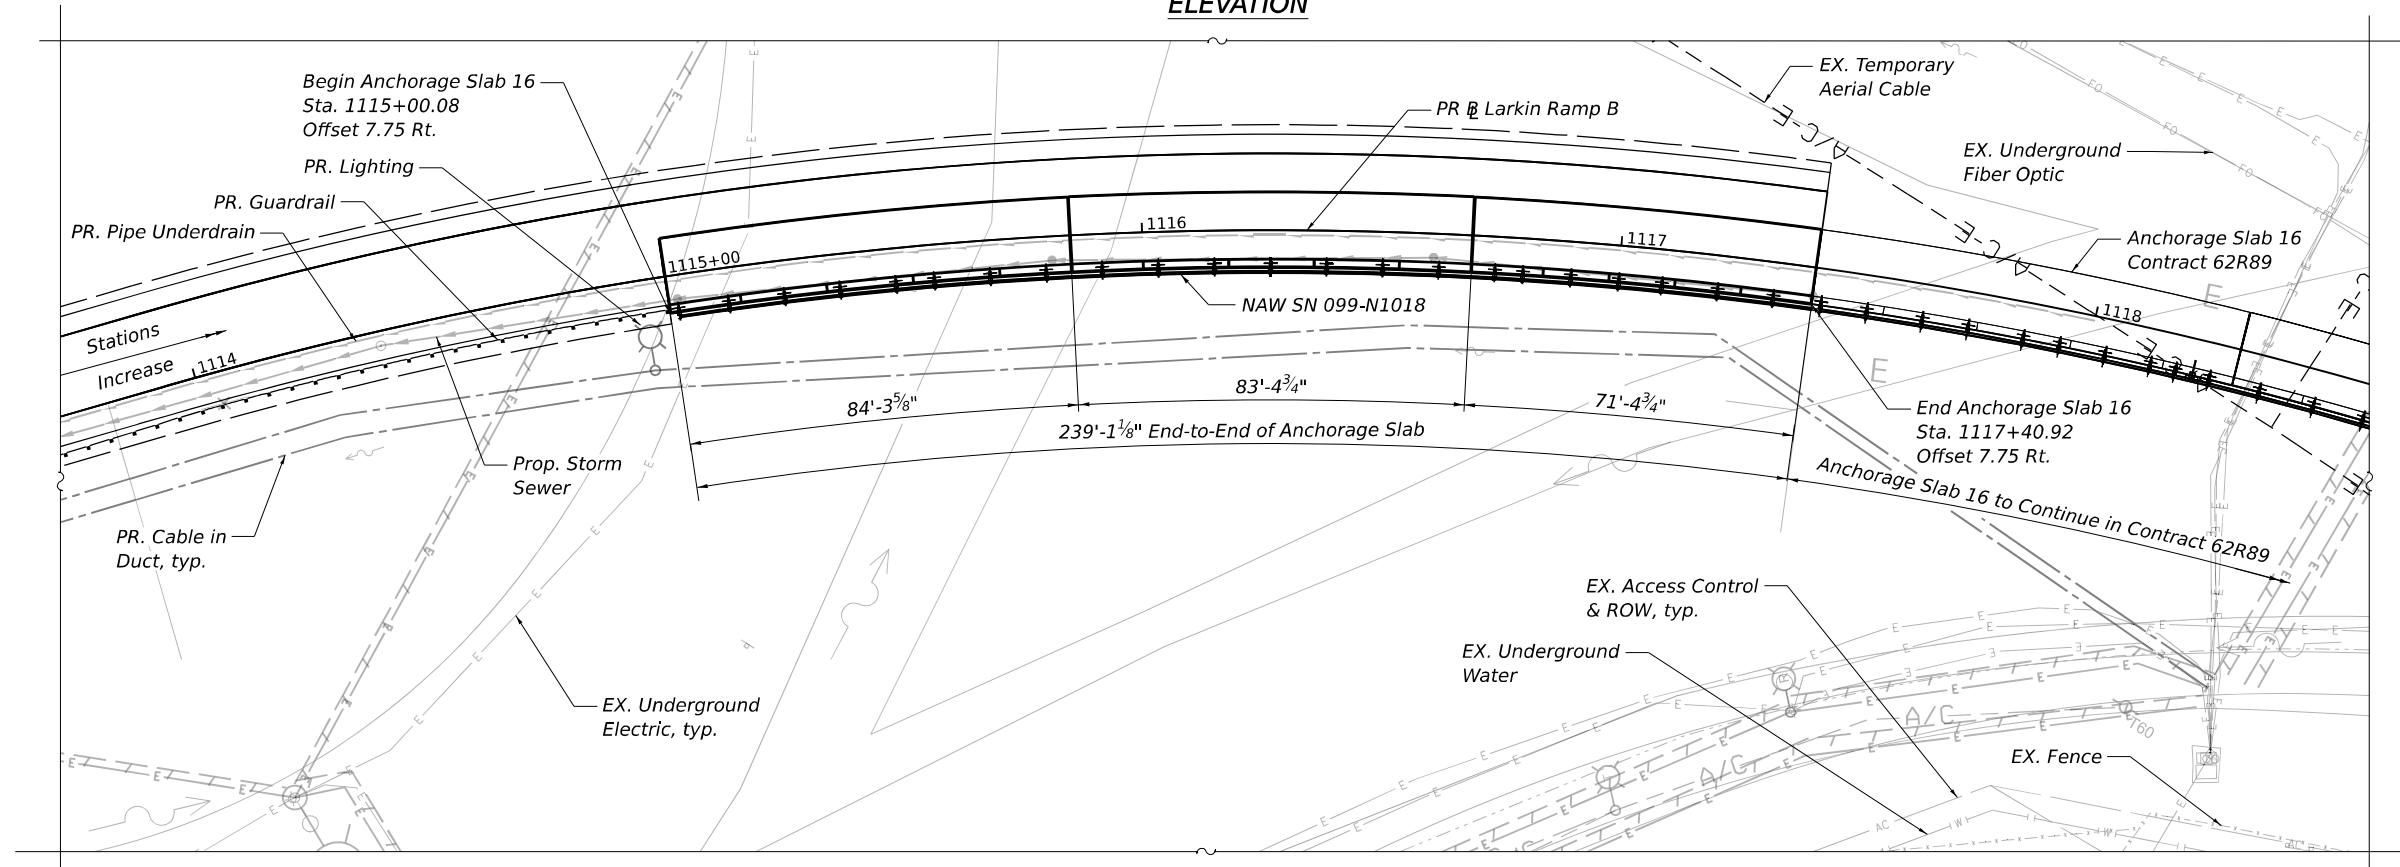 ELEVATION
Begin Anchorage Slab 16
Sta. 1115+00.08
Offset 7.75 Rt.
PR. Lighting
PR. Guardrail
PR. Pipe Underdrain
Stations
Increase
1114
1115+00
1116
1117
1118
PR B Larkin Ramp B
EX. Temporary
Aerial Cable
EX. Underground
Fiber Optic
Anchorage Slab 16
Contract 62R89
NAW SN 099-N1018
84'-3⅝"
83'-4¾"
71'-4¾"
239'-1⅛" End-to-End of Anchorage Slab
End Anchorage Slab 16
Sta. 1117+40.92
Offset 7.75 Rt.
Anchorage Slab 16 to Continue in Contract 62R89
Prop. Storm
Sewer
PR. Cable in
Duct, typ.
EX. Underground
Electric, typ.
EX. Access Control
& ROW, typ.
EX. Underground
Water
EX. Fence
A/C
A/C
T60
AC
W
W
E
E
FO
FO
FO